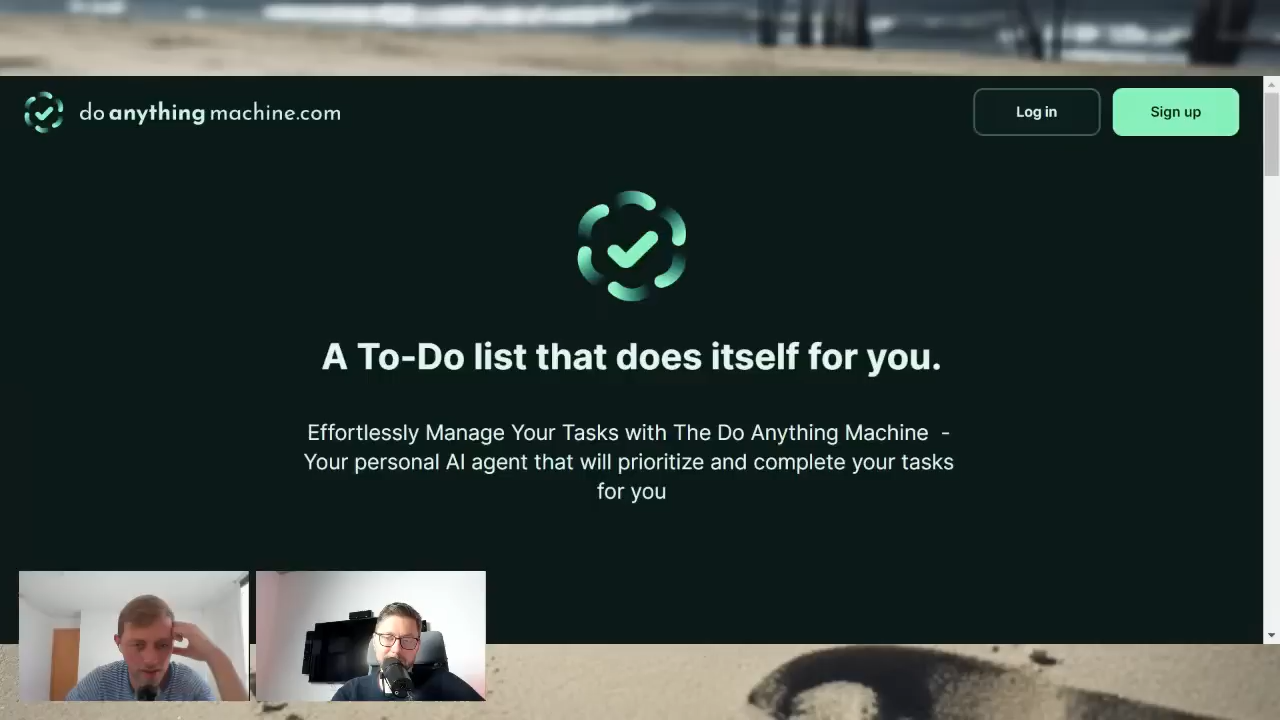 do anything machine.com
Log in
Sign up
A To-Do list that does itself for you.
Effortlessly Manage Your Tasks with The Do Anything Machine -
Your personal AI agent that will prioritize and complete your tasks
for you